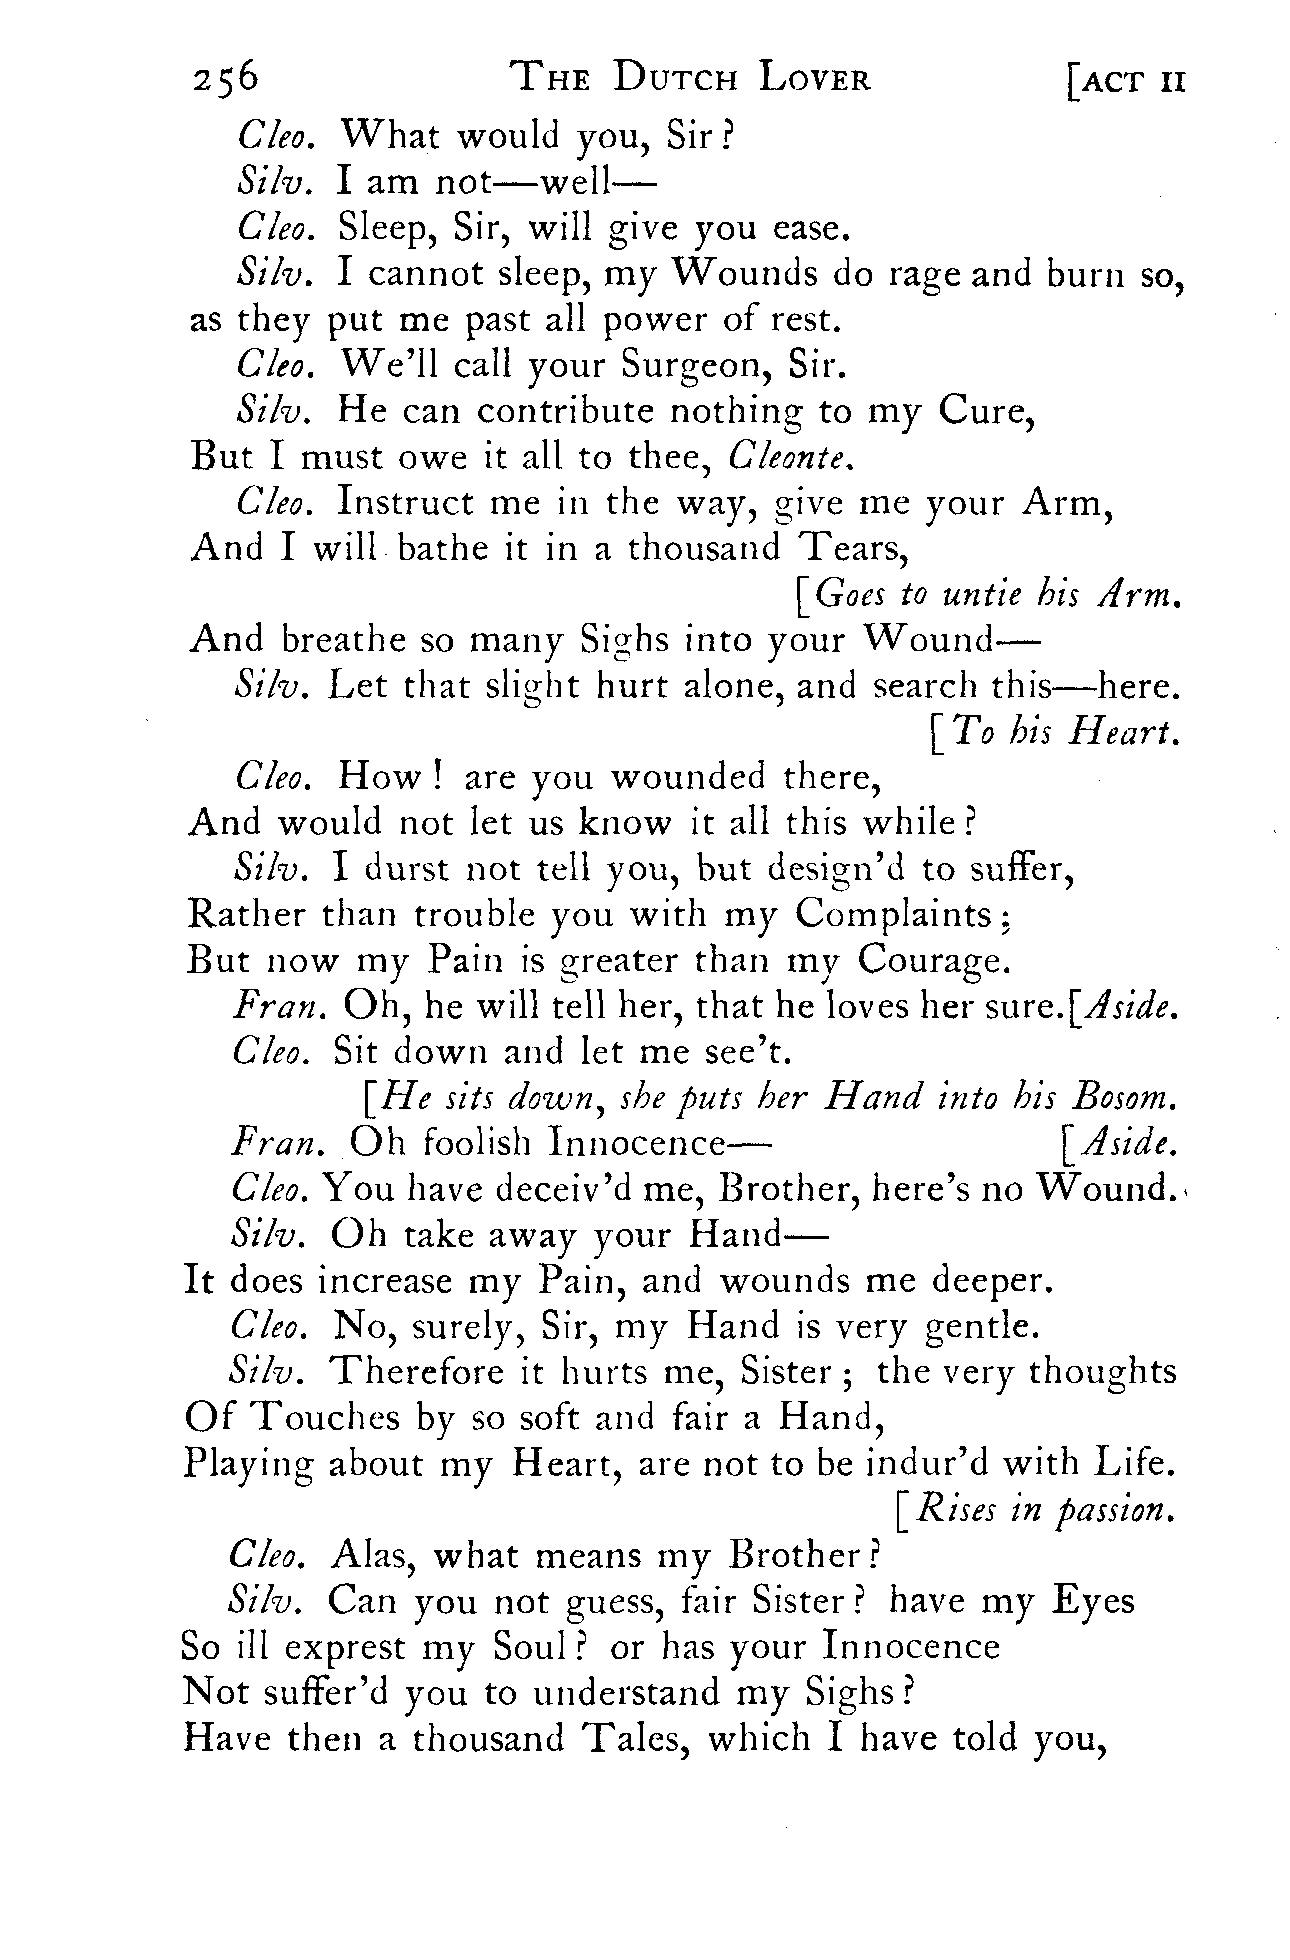 256 THE DUTCH LOVER [ACT II
Cleo. What would you, Sir?
Silv. I am not—well—
Cleo. Sleep, Sir, will give you ease.
Silv. I cannot sleep, my Wounds do rage and burn so,
as they put me past all power of rest.
Cleo. We'll call your Surgeon, Sir.
Silv. He can contribute nothing to my Cure,
But I must owe it all to thee, Cleonte.
Cleo. Instruct me in the way, give me your Arm,
And I will bathe it in a thousand Tears,
[Goes to untie his Arm.
And breathe so many Sighs into your Wound—
Silv. Let that slight hurt alone, and search this—here.
[To his Heart.
Cleo. How! are you wounded there,
And would not let us know it all this while?
Silv. I durst not tell you, but design'd to suffer,
Rather than trouble you with my Complaints;
But now my Pain is greater than my Courage.
Fran. Oh, he will tell her, that he loves her sure.[Aside.
Cleo. Sit down and let me see't.
[He sits down, she puts her Hand into his Bosom.
Fran. Oh foolish Innocence— [Aside.
Cleo. You have deceiv'd me, Brother, here's no Wound.
Silv. Oh take away your Hand—
It does increase my Pain, and wounds me deeper.
Cleo. No, surely, Sir, my Hand is very gentle.
Silv. Therefore it hurts me, Sister; the very thoughts
Of Touches by so soft and fair a Hand,
Playing about my Heart, are not to be indur'd with Life.
[Rises in passion.
Cleo. Alas, what means my Brother?
Silv. Can you not guess, fair Sister? have my Eyes
So ill exprest my Soul? or has your Innocence
Not suffer'd you to understand my Sighs?
Have then a thousand Tales, which I have told you,